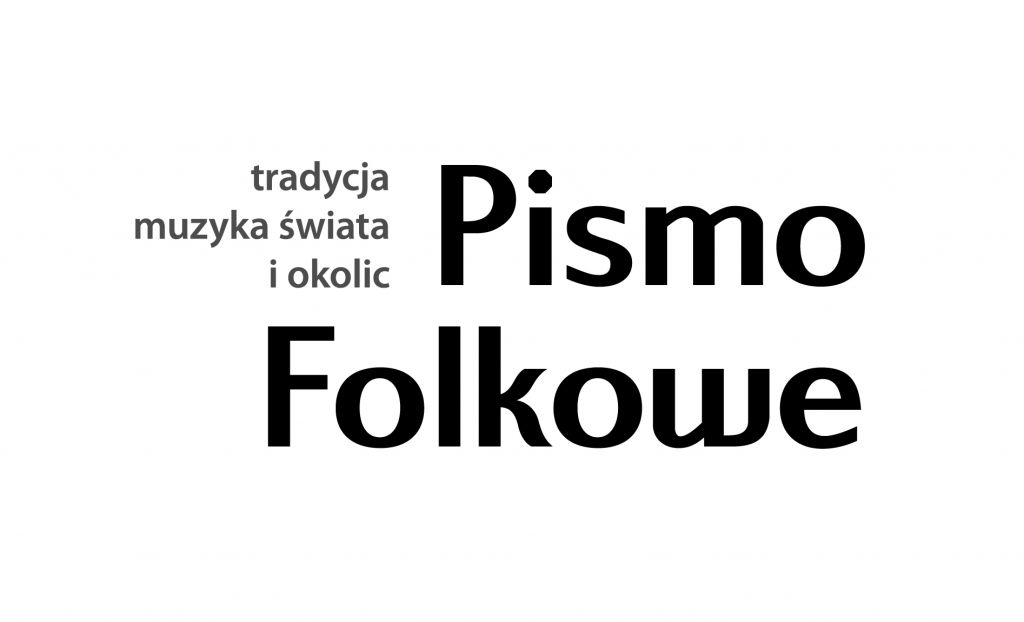 tradycja
muzyka świata
i okolic
Pismo
Folkowe